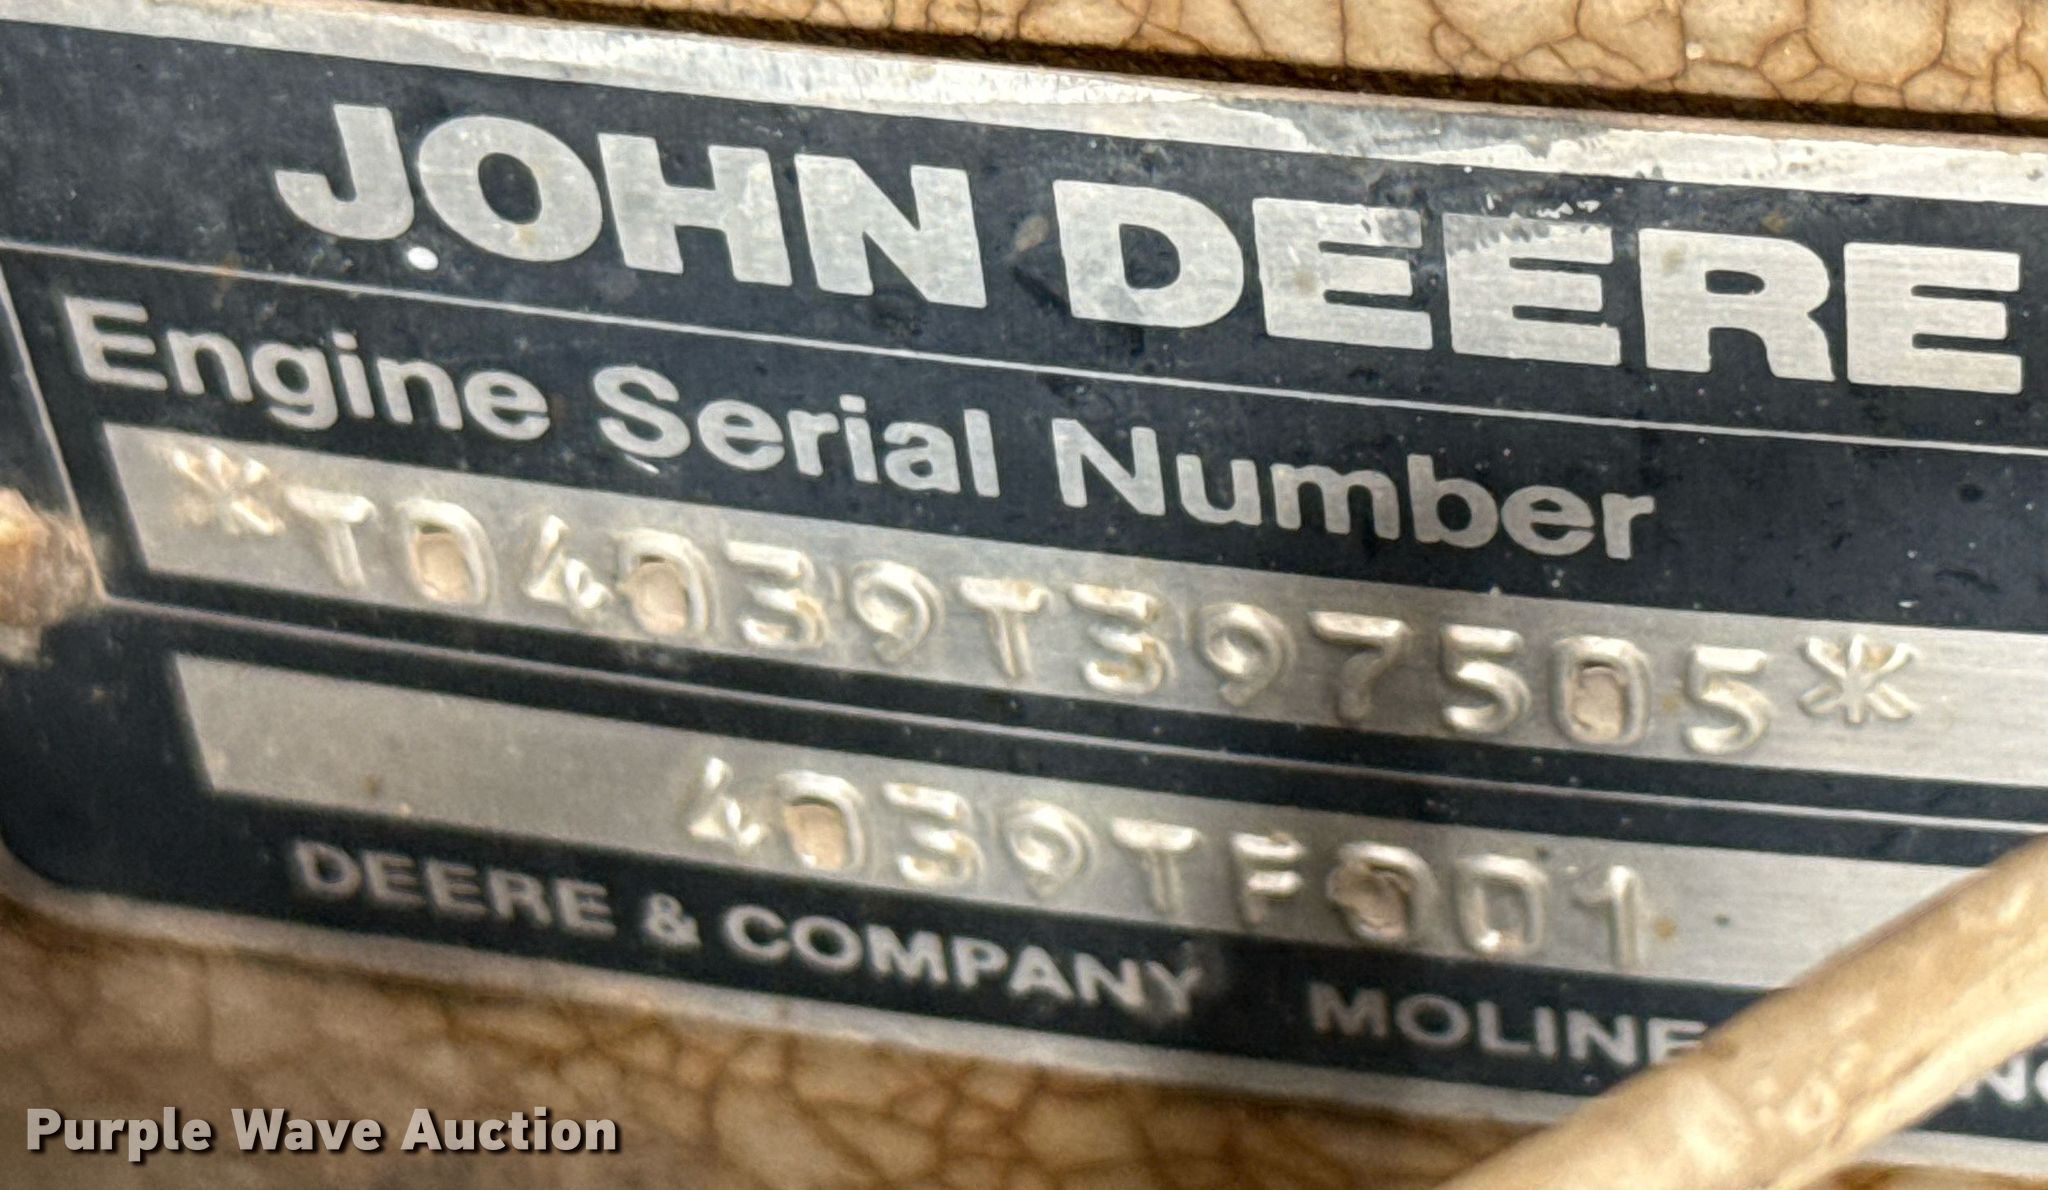 JOHN DEERE
Engine Serial Number
*T04039T397505*
4039TF001
DEERE & COMPANY MOLINE
Purple Wave Auction